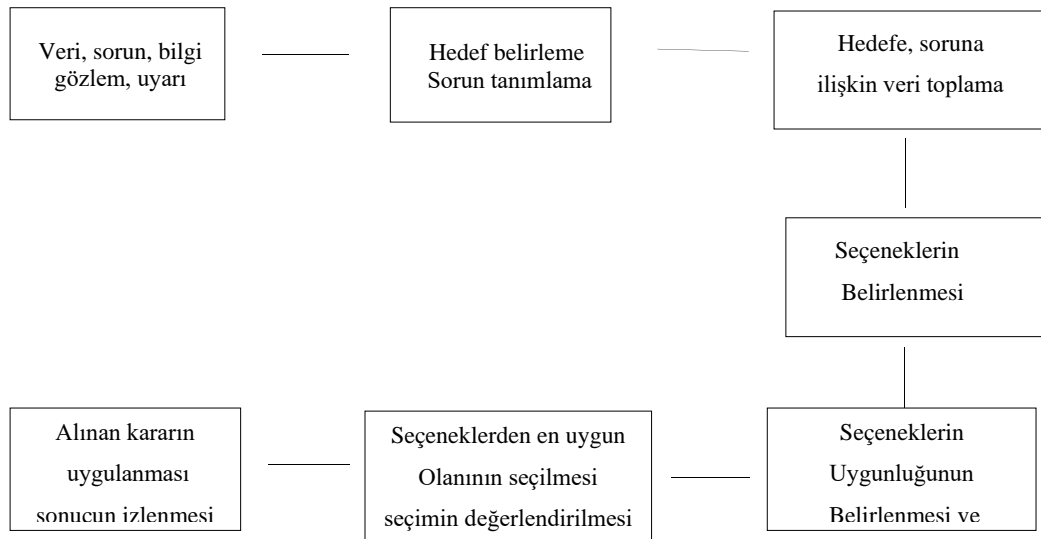 Veri, sorun, bilgi
gözlem, uyarı
Hedef belirleme
Sorun tanımlama
Hedefe, soruna
ilişkin veri toplama
Seçeneklerin
Belirlenmesi
Seçeneklerin
Uygunluğunun
Belirlenmesi ve
Seçeneklerden en uygun
Olanının seçilmesi
seçimin değerlendirilmesi
Alınan kararın
uygulanması
sonucun izlenmesi